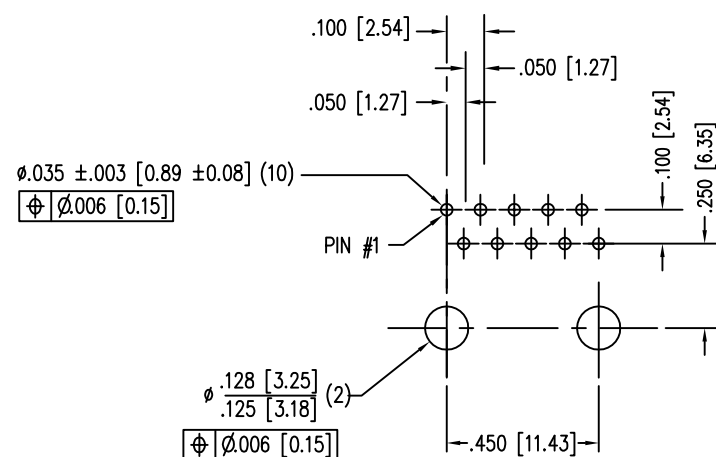 .100 [2.54]
.050 [1.27]
.050 [1.27]
ø.035 ±.003 [0.89 ±0.08] (10)
⌖ Ø.006 [0.15]
PIN #1
.100 [2.54]
.250 [6.35]
ø .128 [3.25]
.125 [3.18] (2)
⌖ Ø.006 [0.15]
.450 [11.43]